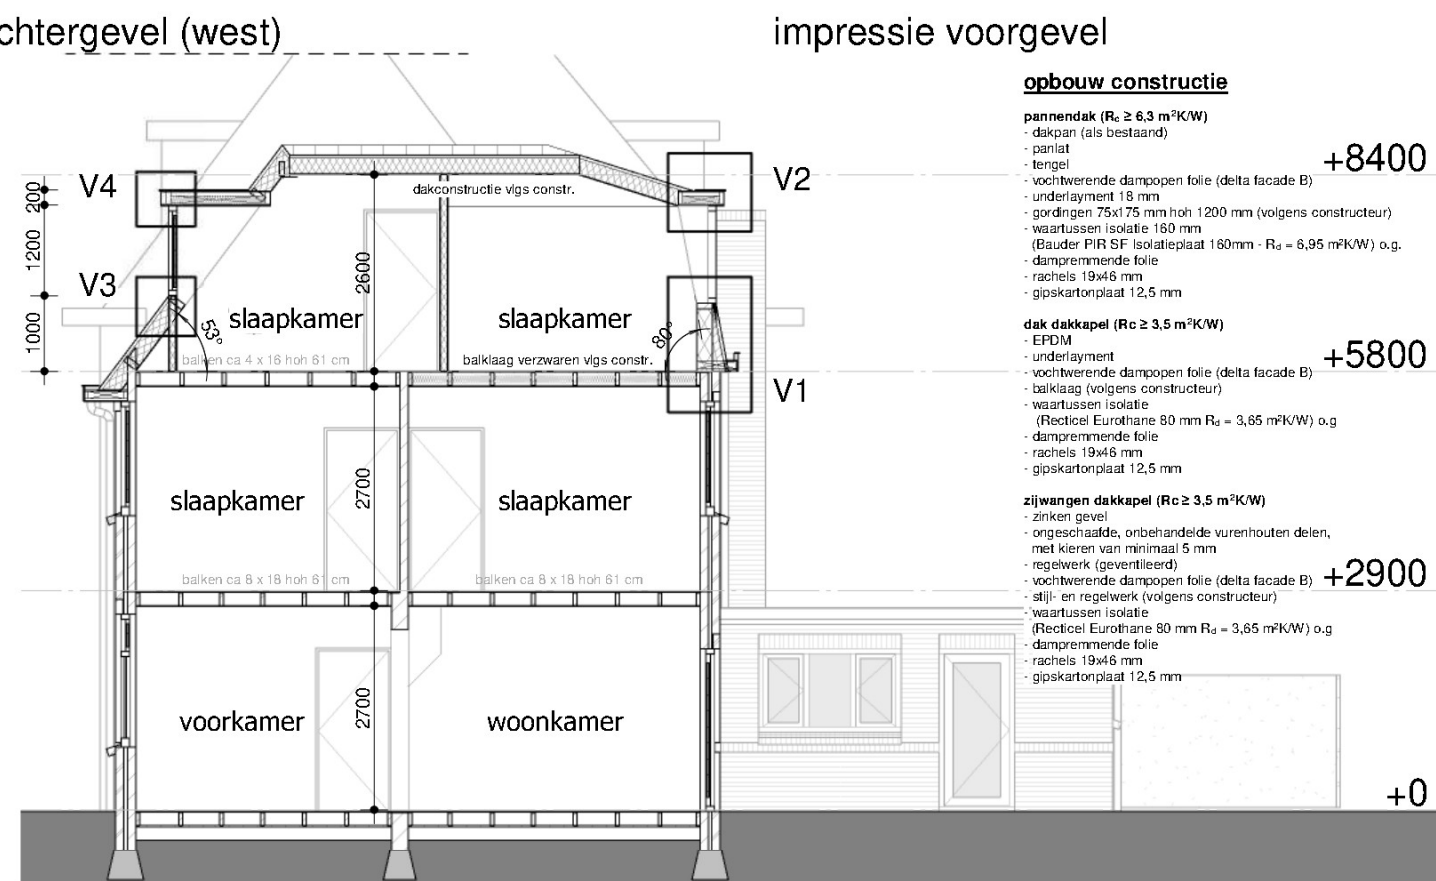 chtergevel (west)
impressie voorgevel
opbouw constructie
pannendak (Rc ≥ 6,3 m²K/W)
- dakpan (als bestaand)
- panlat
- tengel
- vochtwerende dampopen folie (delta facade B)
- underlayment 18 mm
- gordingen 75x175 mm hoh 1200 mm (volgens constructeur)
- waartussen isolatie 160 mm
(Bauder PIR SF Isolatieplaat 160mm - Rd = 6,95 m²K/W) o.g.
- dampremmende folie
- rachels 19x46 mm
- gipskartonplaat 12,5 mm
dak dakkapel (Rc ≥ 3,5 m²K/W)
- EPDM
- underlayment
- vochtwerende dampopen folie (delta facade B)
- balklaag (volgens constructeur)
- waartussen isolatie
(Recticel Eurothane 80 mm Rd = 3,65 m²K/W) o.g
- dampremmende folie
- rachels 19x46 mm
- gipskartonplaat 12,5 mm
zijwangen dakkapel (Rc ≥ 3,5 m²K/W)
- zinken gevel
- ongeschaafde, onbehandelde vurenhouten delen,
met kieren van minimaal 5 mm
- regelwerk (geventileerd)
- vochtwerende dampopen folie (delta facade B)
- stijl- en regelwerk (volgens constructeur)
- waartussen isolatie
(Recticel Eurothane 80 mm Rd = 3,65 m²K/W) o.g
- dampremmende folie
- rachels 19x46 mm
- gipskartonplaat 12,5 mm
+8400
+5800
+2900
+0
V4
V2
V3
V1
200
1200
1000
dakconstructie vlgs constr.
2600
slaapkamer
slaapkamer
53°
80°
balken ca 4 x 16 hoh 61 cm
balklaag verzwaren vlgs constr.
slaapkamer
2700
slaapkamer
balken ca 8 x 18 hoh 61 cm
balken ca 8 x 18 hoh 61 cm
voorkamer
2700
woonkamer